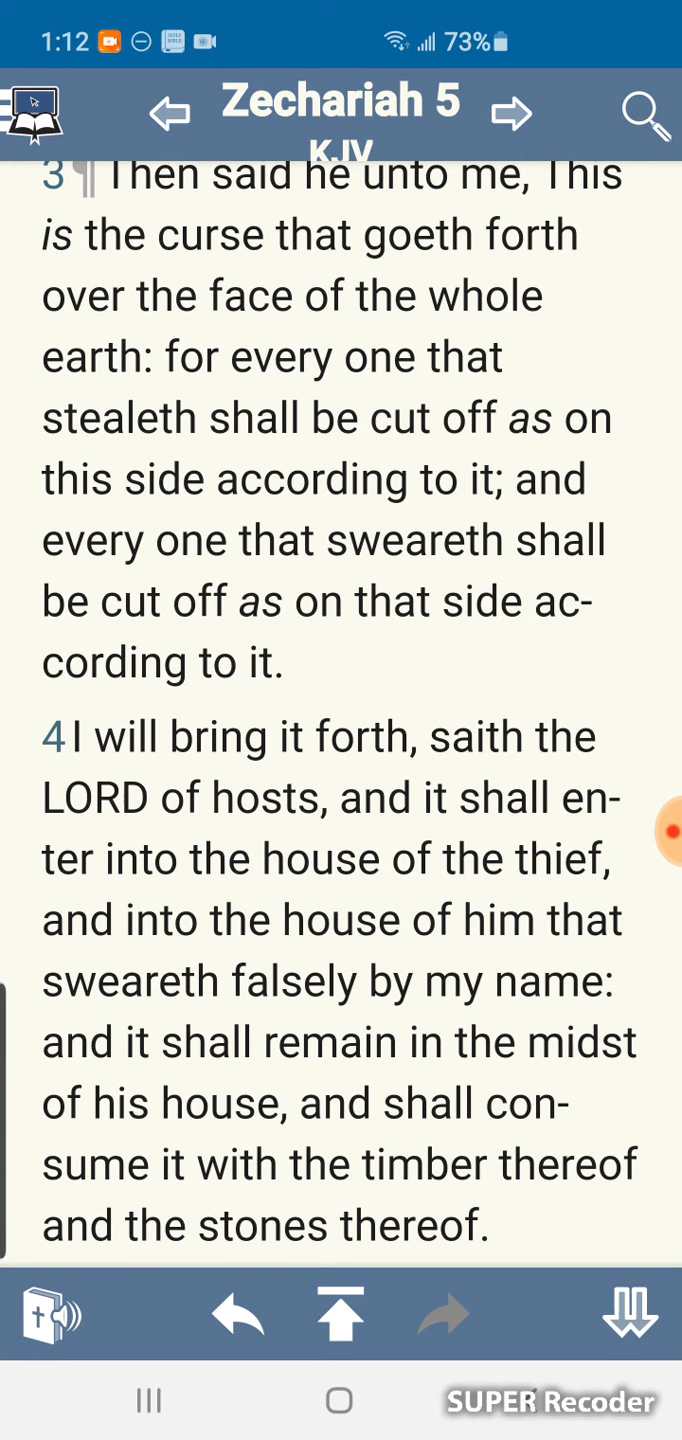 1:12 73%
Zechariah 5
KJV
3 ¶ Then said he unto me, This
is the curse that goeth forth
over the face of the whole
earth: for every one that
stealeth shall be cut off as on
this side according to it; and
every one that sweareth shall
be cut off as on that side ac-
cording to it.
4 I will bring it forth, saith the
LORD of hosts, and it shall en-
ter into the house of the thief,
and into the house of him that
sweareth falsely by my name:
and it shall remain in the midst
of his house, and shall con-
sume it with the timber thereof
and the stones thereof.
SUPER Recoder